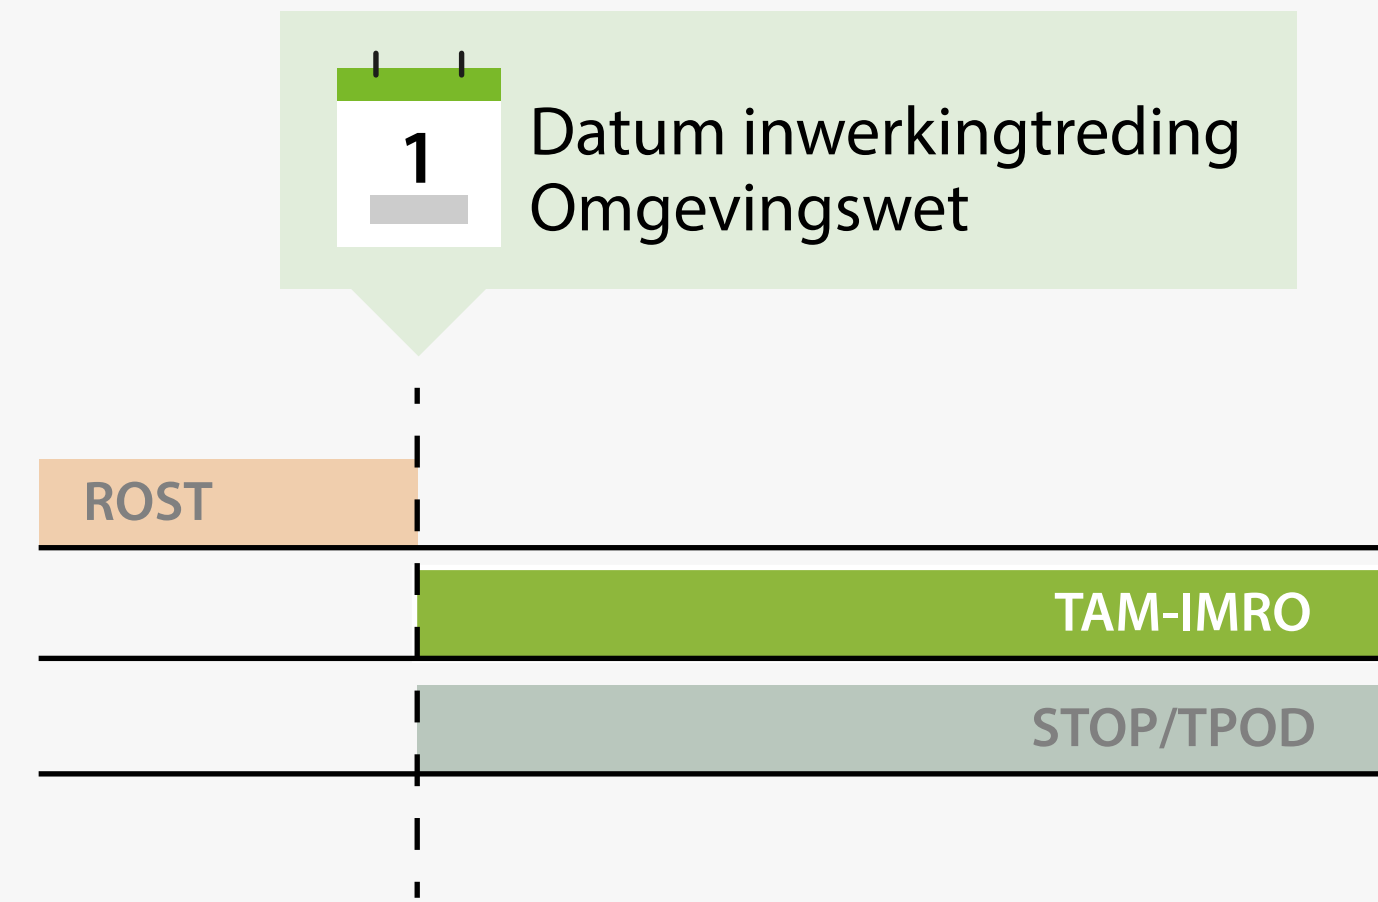 1
Datum inwerkingtreding
Omgevingswet
ROST
TAM-IMRO
STOP/TPOD